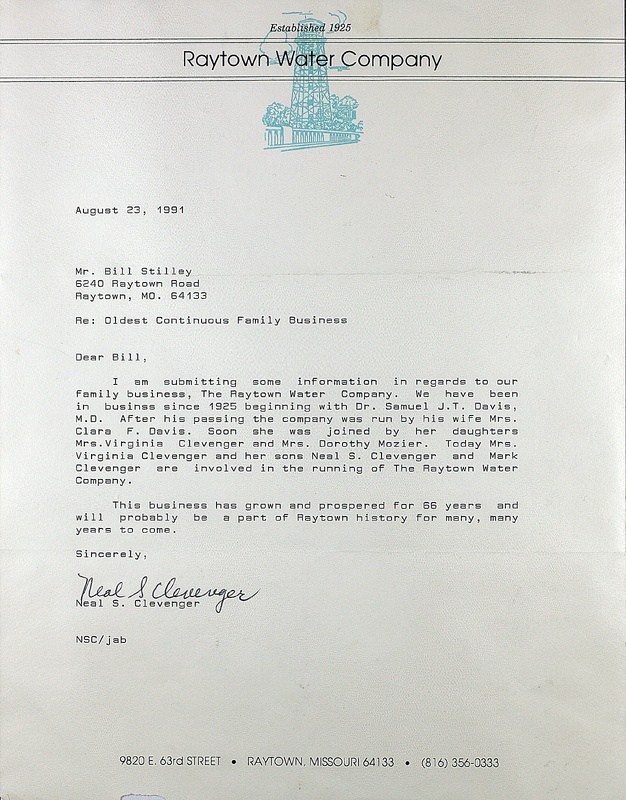 Established 1925
Raytown Water Company
August 23, 1991
Mr. Bill Stilley
6240 Raytown Road
Raytown, MO. 64133
Re: Oldest Continuous Family Business
Dear Bill,
I am submitting some information in regards to our
family business, The Raytown Water Company. We have been
in businss since 1925 beginning with Dr. Samuel J.T. Davis,
M.D. After his passing the company was run by his wife Mrs.
Clara F. Davis. Soon she was joined by her daughters
Mrs.Virginia Clevenger and Mrs. Dorothy Mozier. Today Mrs.
Virginia Clevenger and her sons Neal S. Clevenger and Mark
Clevenger are involved in the running of The Raytown Water
Company.
This business has grown and prospered for 66 years and
will probably be a part of Raytown history for many, many
years to come.
Sincerely,
Neal S Clevenger
Neal S. Clevenger
NSC/jab
9820 E. 63rd STREET • RAYTOWN, MISSOURI 64133 • (816) 356-0333